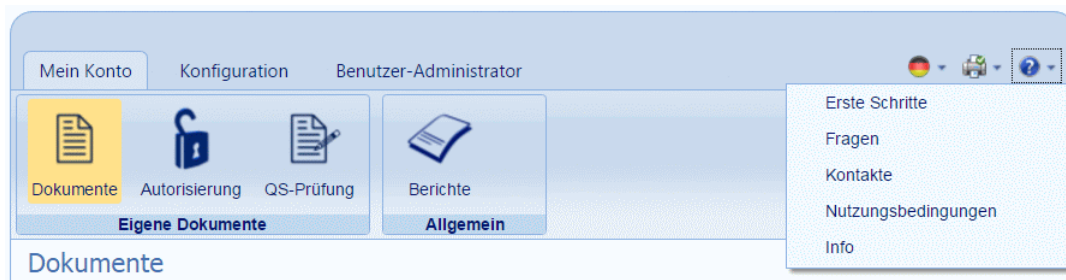 Mein Konto Konfiguration Benutzer-Administrator
Erste Schritte
Fragen
Kontakte
Nutzungsbedingungen
Info
Dokumente Autorisierung QS-Prüfung Berichte
Eigene Dokumente Allgemein
Dokumente